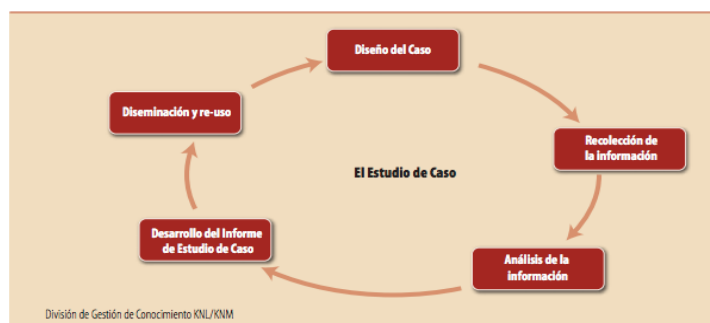 Diseño del Caso
Diseminación y re-uso
Recolección de
la información
El Estudio de Caso
Desarrollo del Informe
de Estudio de Caso
Análisis de la
información
División de Gestión de Conocimiento KNL/KNM